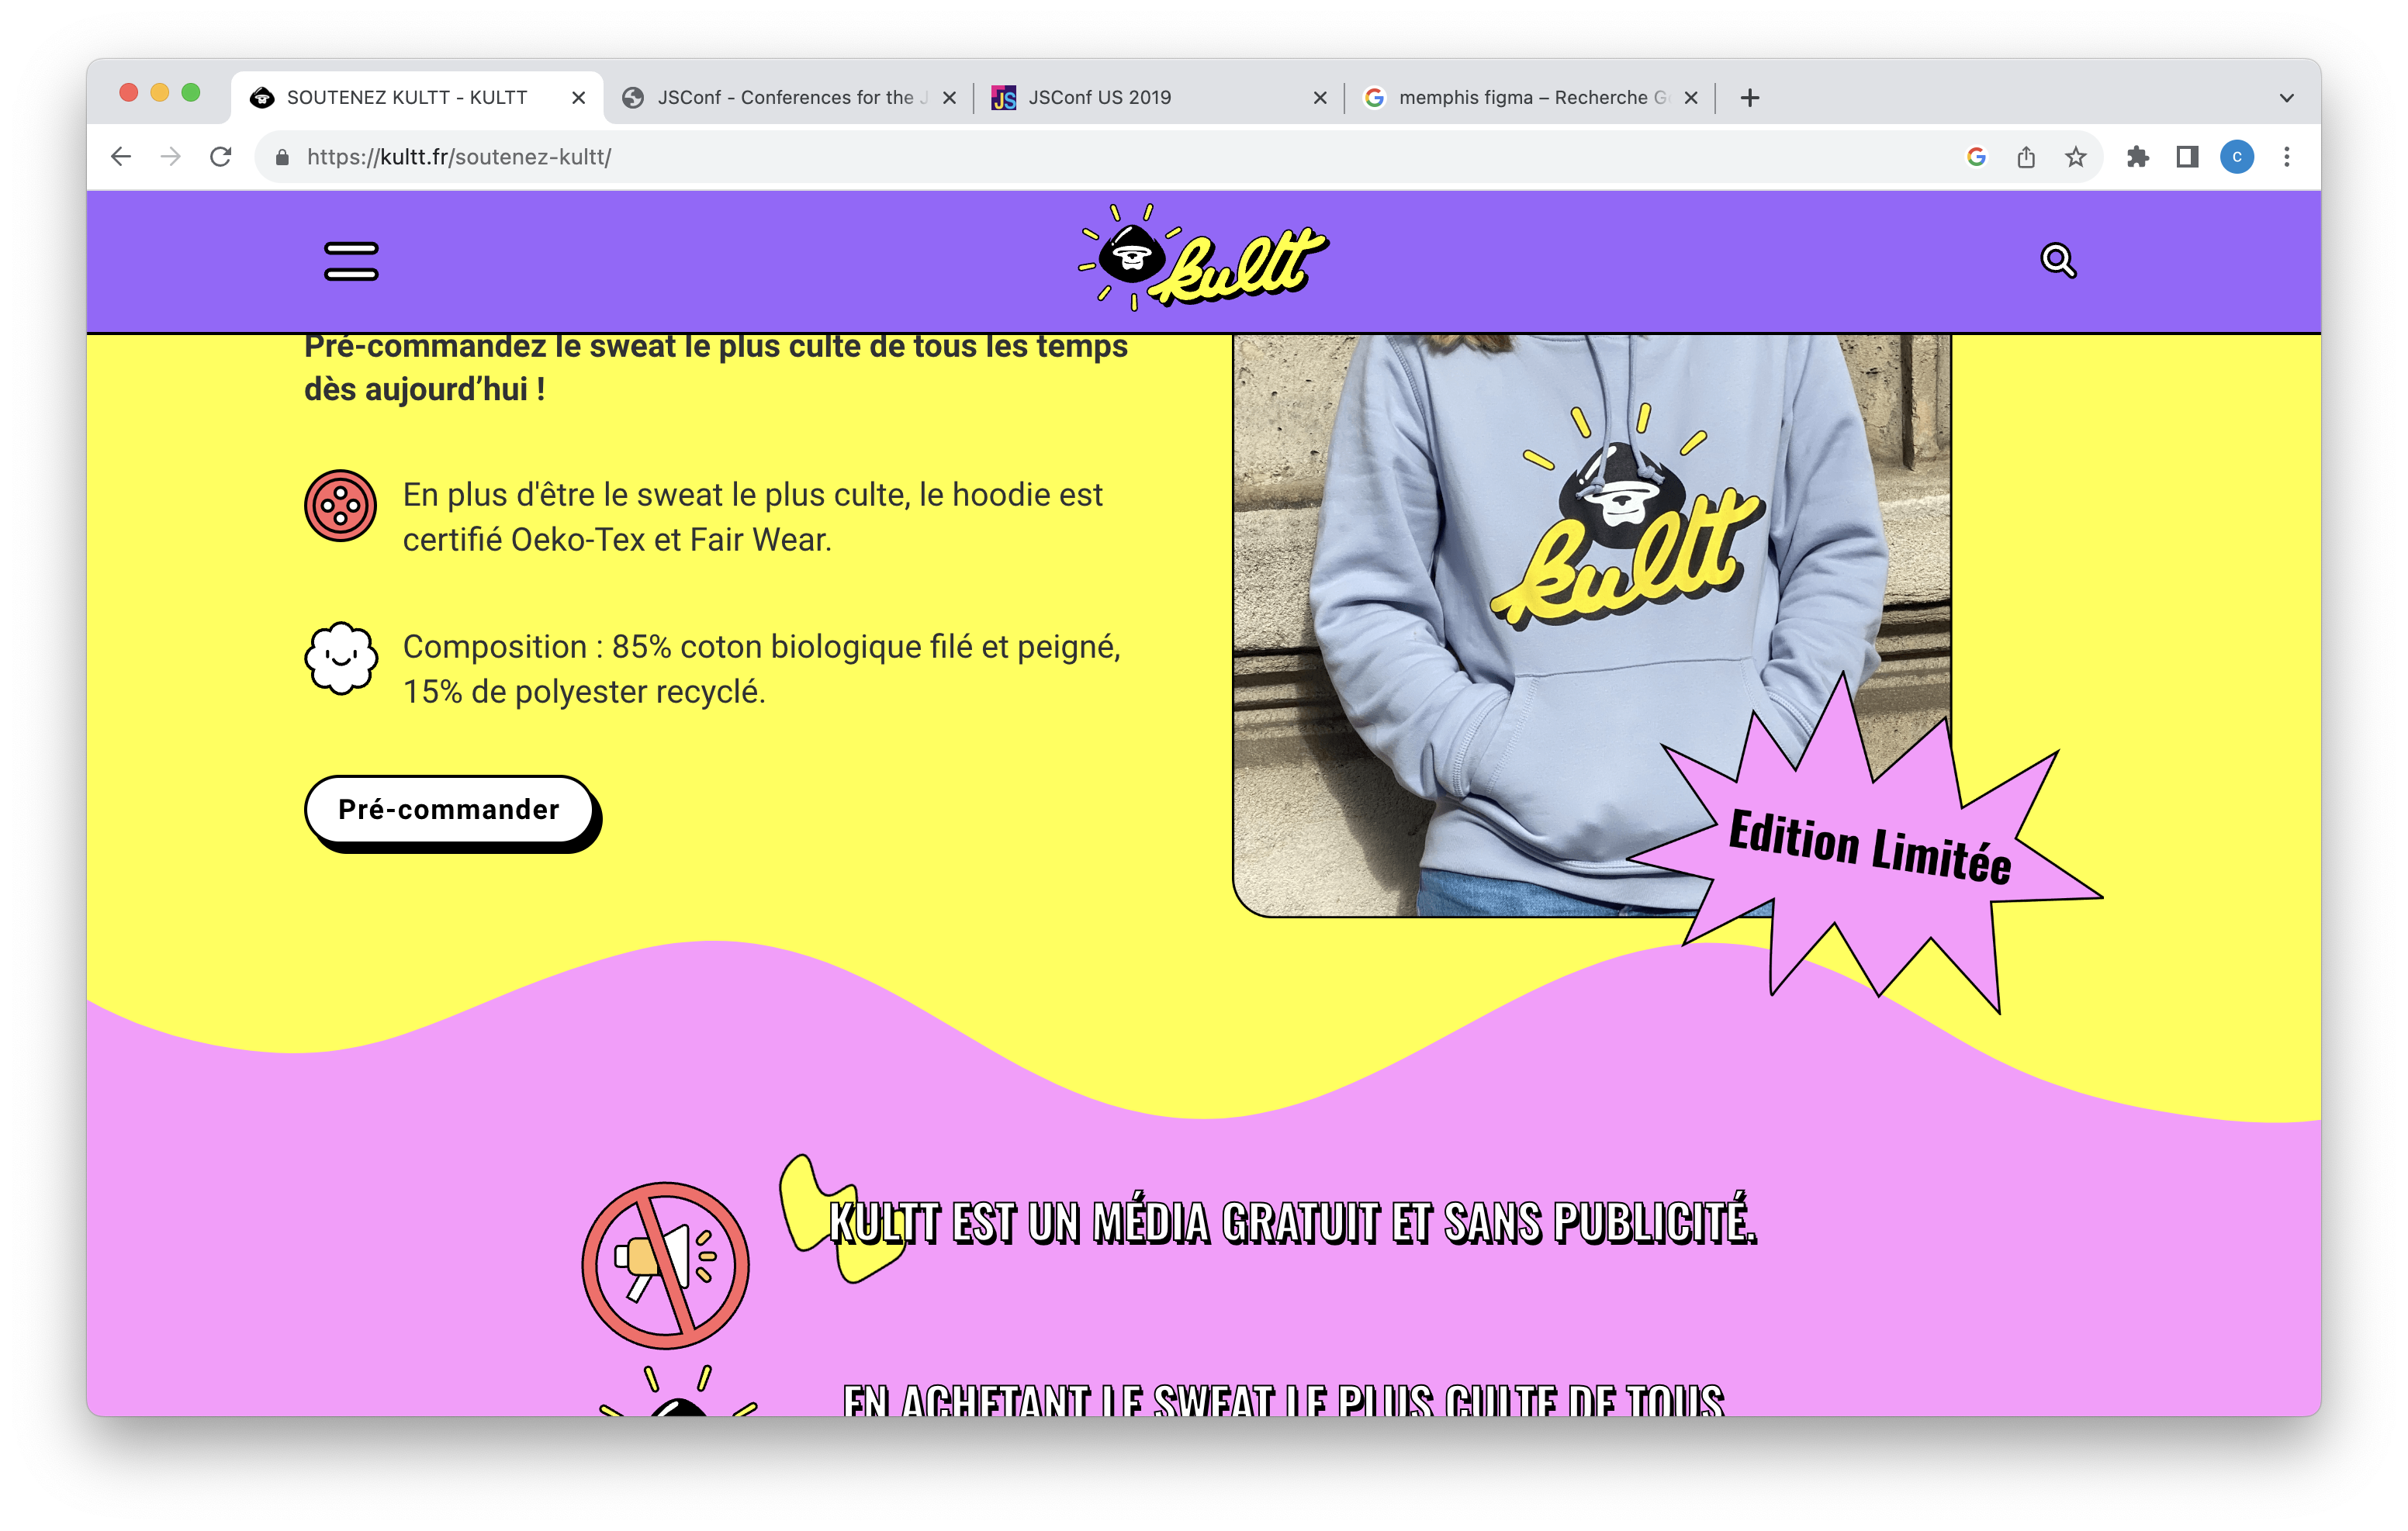 SOUTENEZ KULTT - KULTT
JSConf - Conferences for the J
JSConf US 2019
memphis figma – Recherche G
https://kultt.fr/soutenez-kultt/
C
kultt
Pré-commandez le sweat le plus culte de tous les temps
dès aujourd’hui !
En plus d'être le sweat le plus culte, le hoodie est
certifié Oeko-Tex et Fair Wear.
Composition : 85% coton biologique filé et peigné,
15% de polyester recyclé.
Pré-commander
kultt
Edition Limitée
KULTT EST UN MÉDIA GRATUIT ET SANS PUBLICITÉ.
EN ACHETANT LE SWEAT LE PLUS CULTE DE TOUS